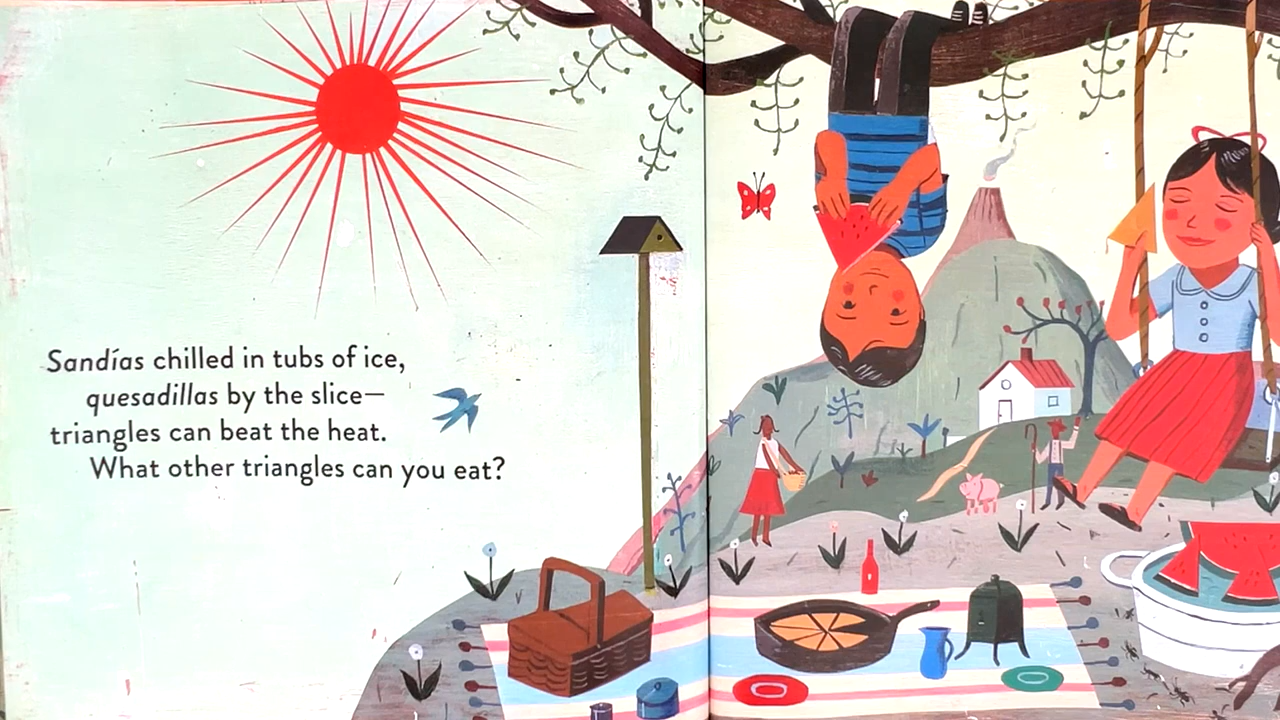 Sandías chilled in tubs of ice,
quesadillas by the slice—
triangles can beat the heat.
What other triangles can you eat?